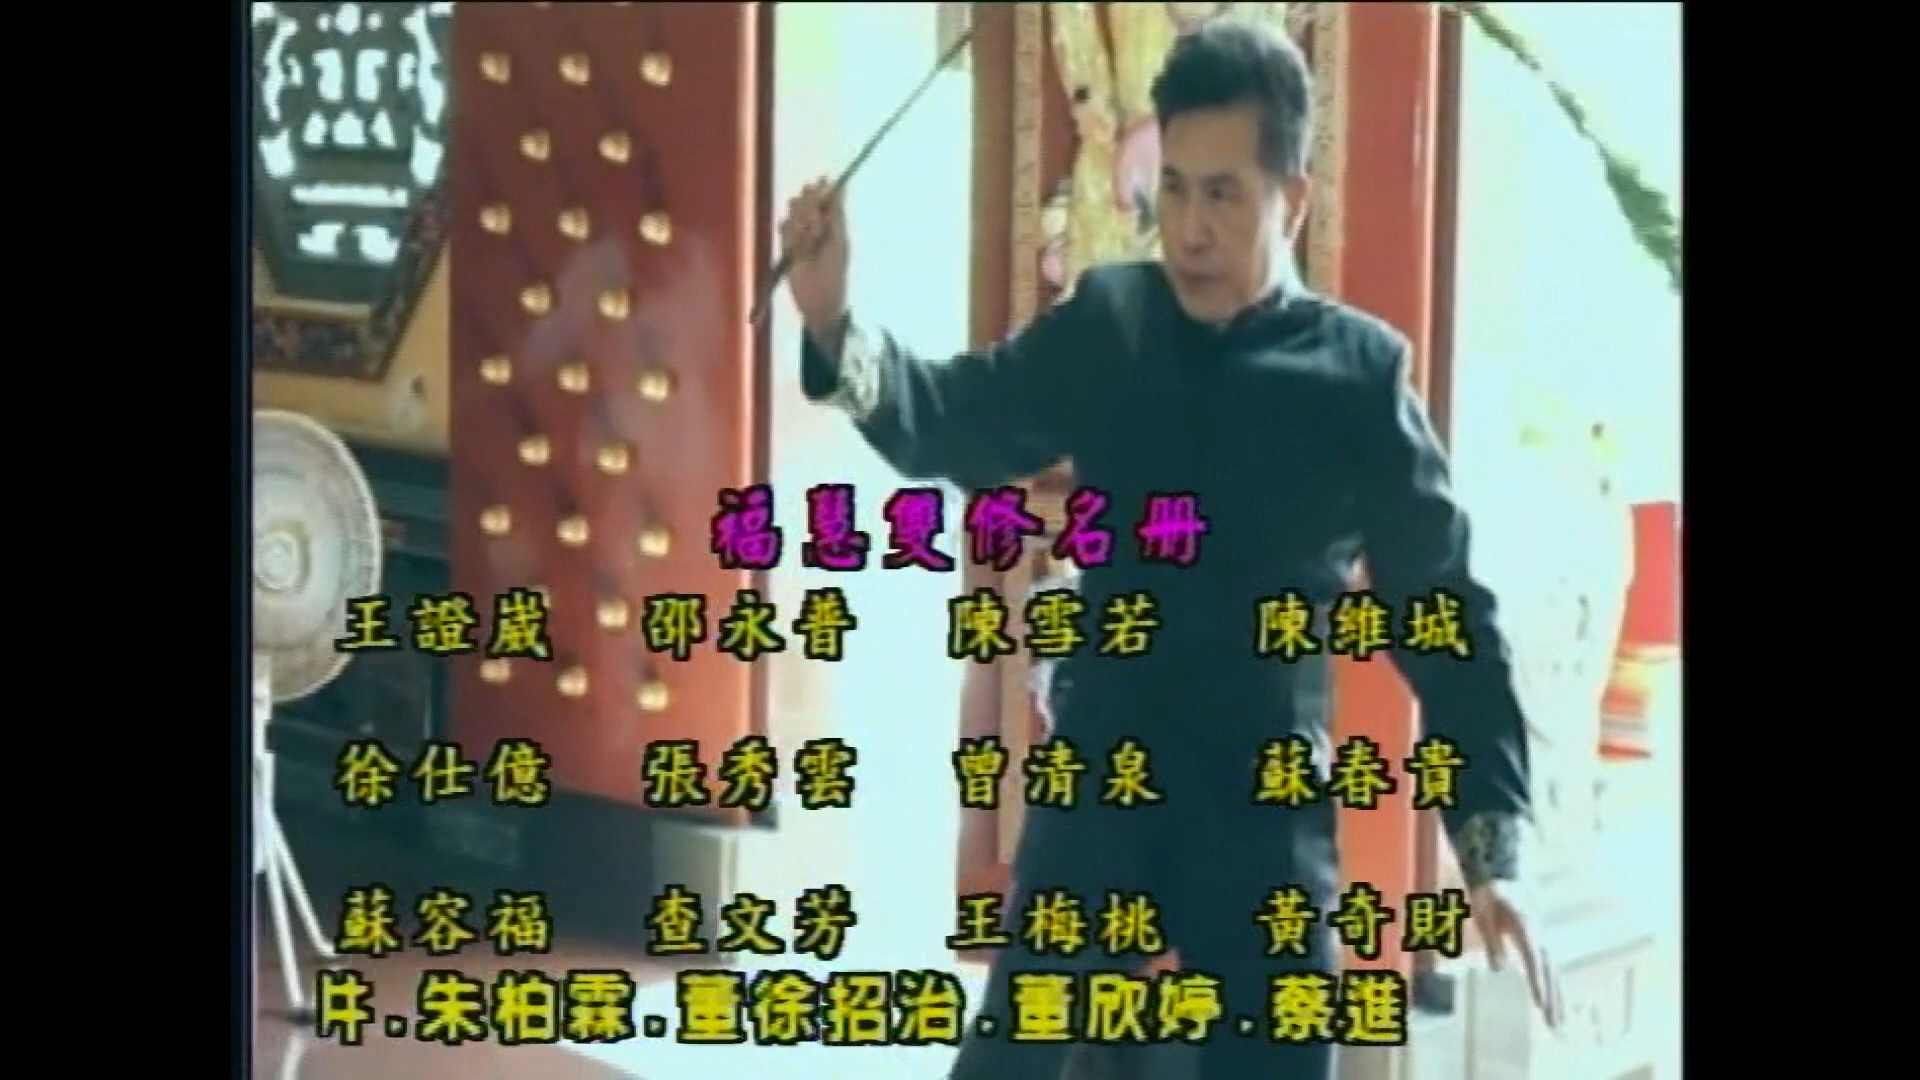 福慧雙修名冊
王證崴 邵永普 陳雪若 陳維城
徐仕億 張秀雲 曾清泉 蘇春貴
蘇容福 查文芳 王梅桃 黃奇財
.朱柏霖.董徐招治.董欣婷.蔡進